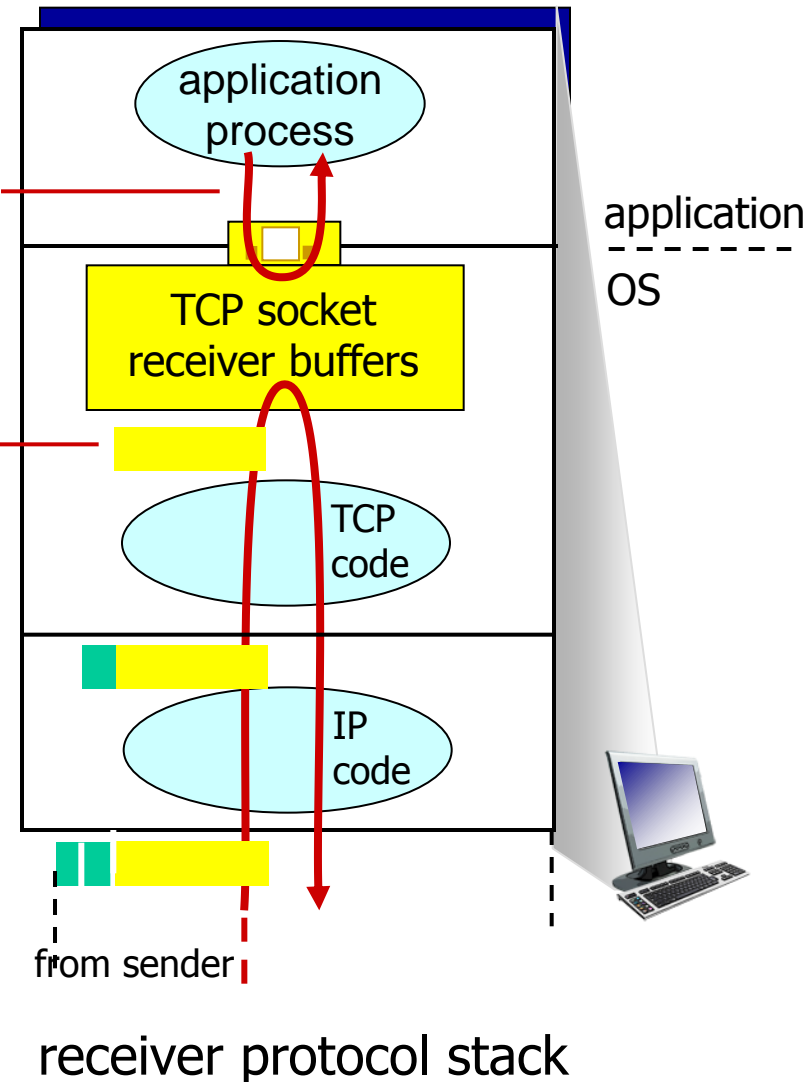 application
process
application
OS
TCP socket
receiver buffers
TCP
code
IP
code
from sender
receiver protocol stack